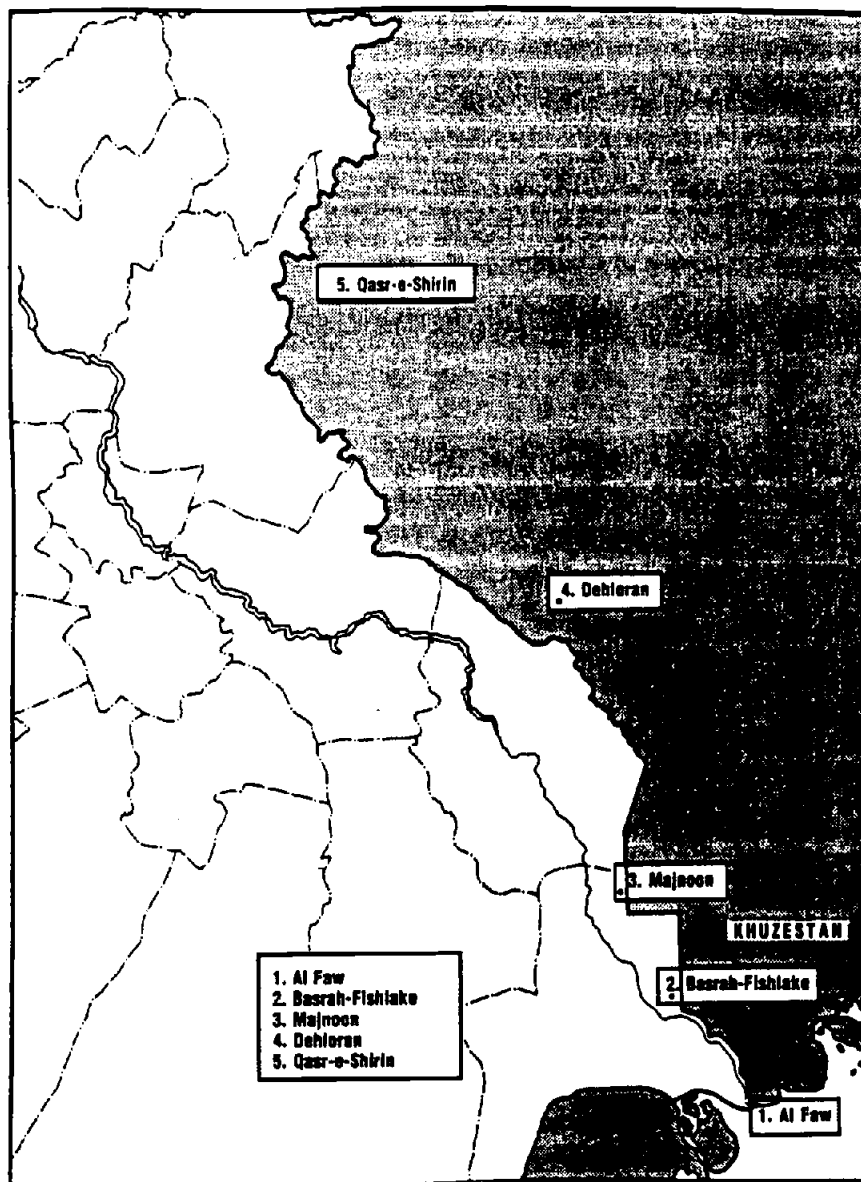 5. Qasr-e-Shirin
4. Dehloran
3. Majnoon
KHUZESTAN
2. Basrah-Fishlake
1. Al Faw
1. Al Faw
2. Basrah-Fishlake
3. Majnoon
4. Dehloran
5. Qasr-e-Shirin